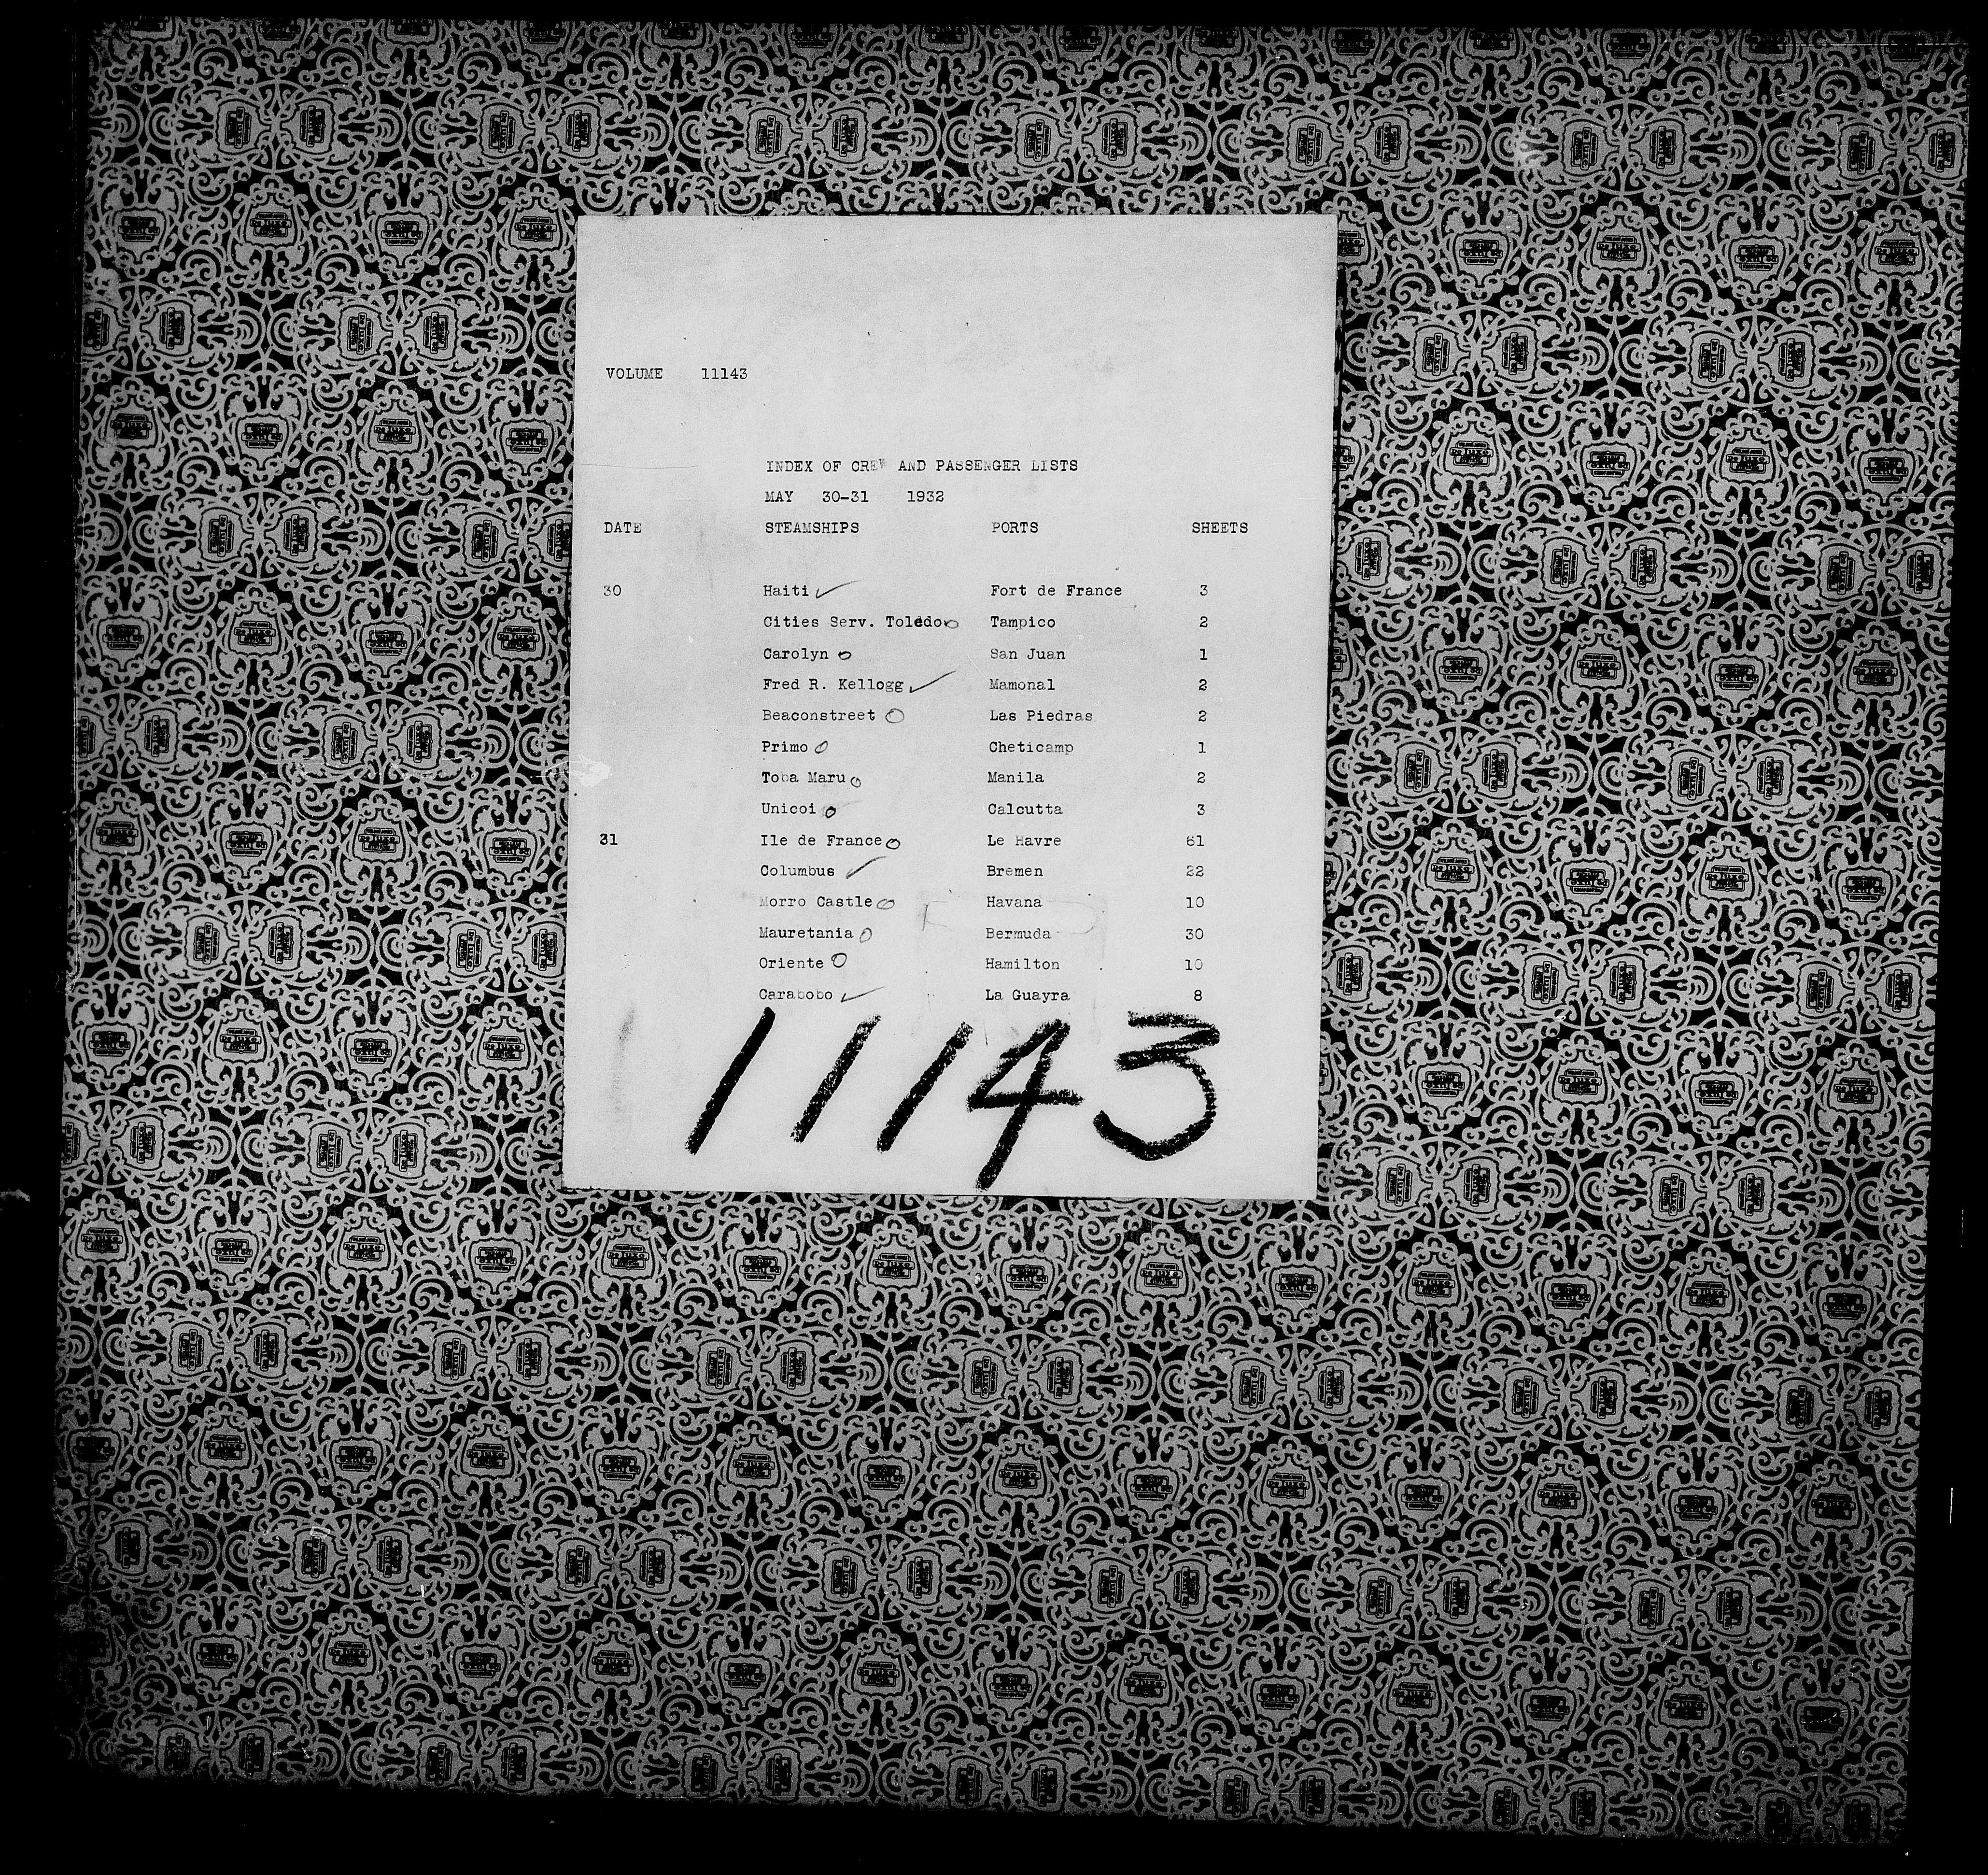 VOLUME 11143
INDEX OF CREW AND PASSENGER LISTS
MAY 30-31 1932
DATE STEAMSHIPS PORTS SHEETS
30 Haiti Fort de France 3
Cities Serv. Toledo Tampico 2
Carolyn San Juan 1
Fred R. Kellogg Mamonal 2
Beaconstreet Las Piedras 2
Primo Cheticamp 1
Toba Maru Manila 2
Unicoi Calcutta 3
31 Ile de France Le Havre 61
Columbus Bremen 22
Morro Castle Havana 10
Mauretania Bermuda 30
Oriente Hamilton 10
Carabobo La Guayra 8
11143